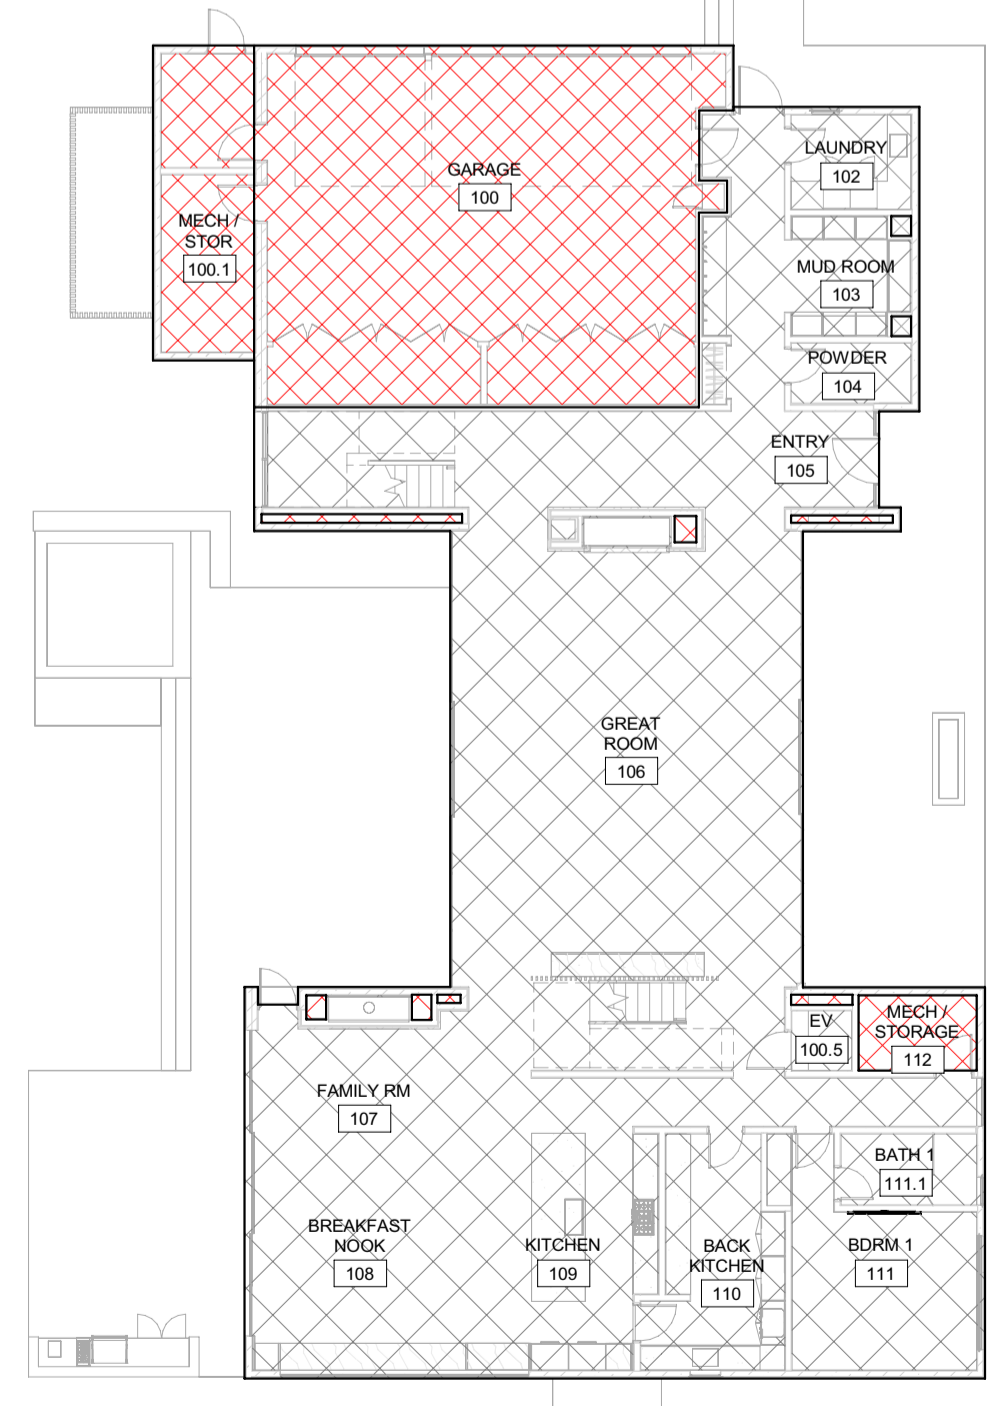 GARAGE
100
MECH /
STOR
100.1
LAUNDRY
102
MUD ROOM
103
POWDER
104
ENTRY
105
GREAT
ROOM
106
EV
100.5
MECH /
STORAGE
112
FAMILY RM
107
BREAKFAST
NOOK
108
KITCHEN
109
BACK
KITCHEN
110
BATH 1
111.1
BDRM 1
111